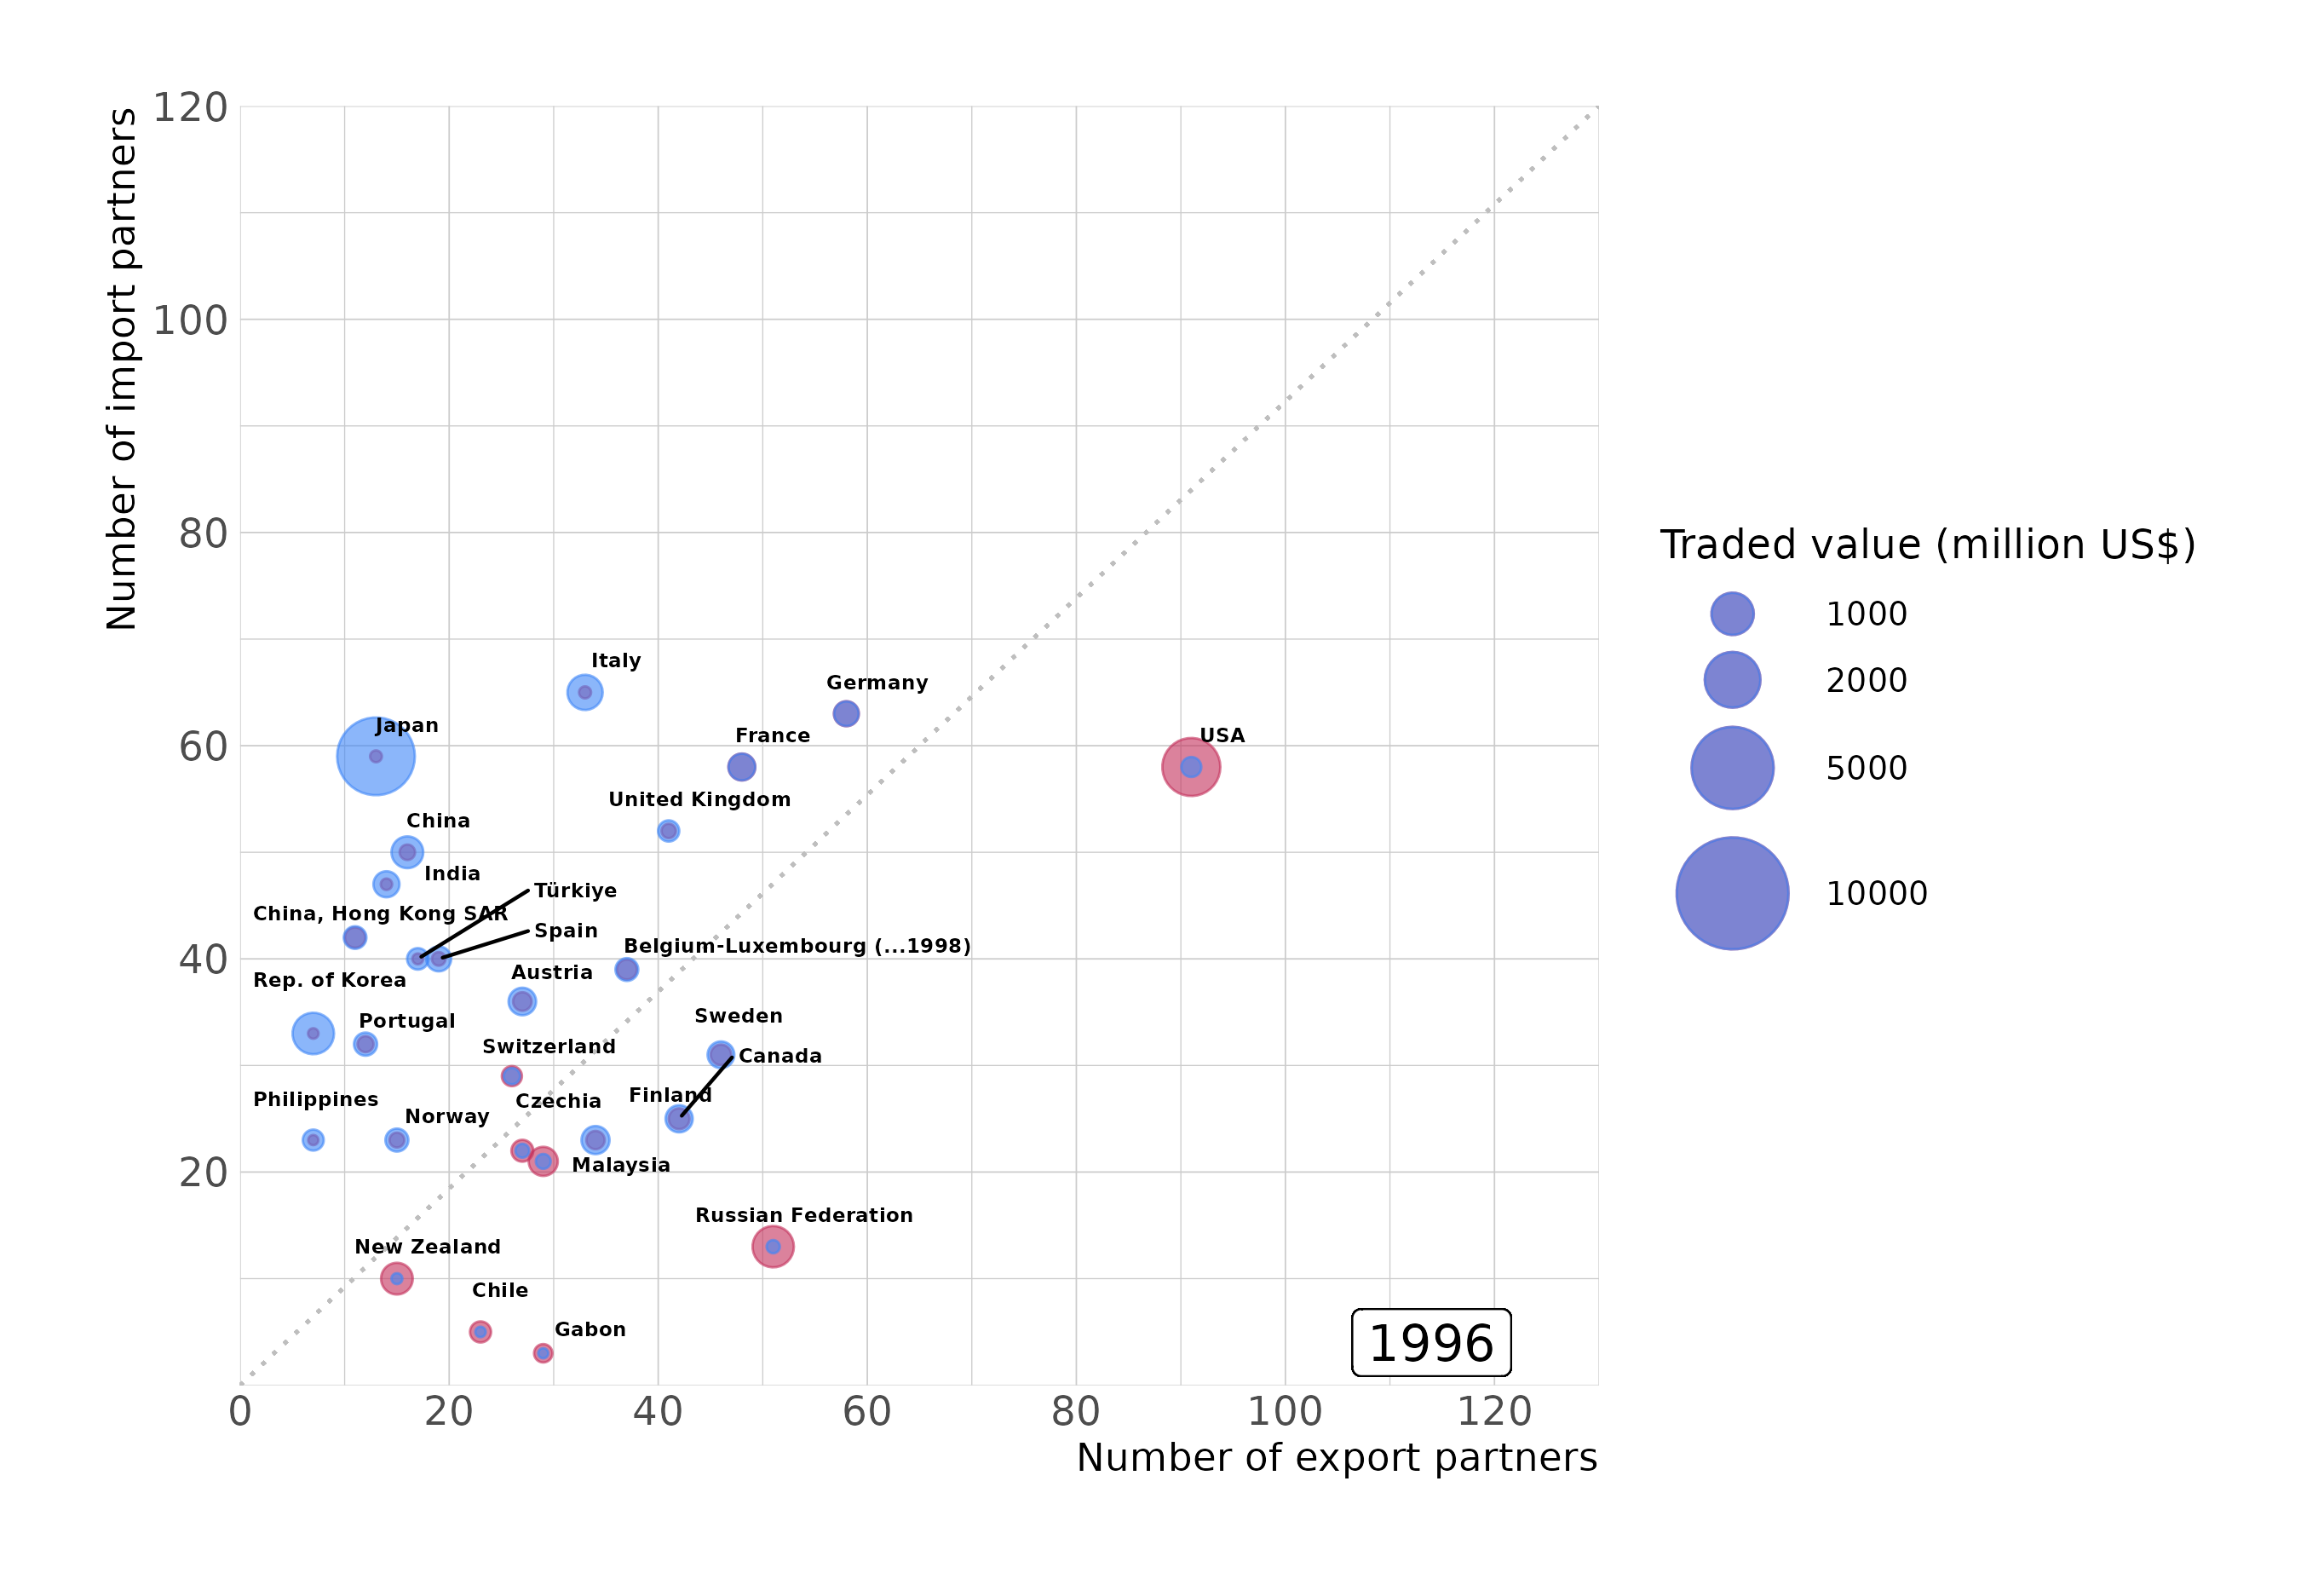 Number of import partners
120
100
80
60
40
20
Italy
Germany
Japan
France
USA
United Kingdom
China
India
Türkiye
China, Hong Kong SAR
Spain
Belgium-Luxembourg (...1998)
Rep. of Korea
Austria
Portugal
Sweden
Switzerland
Canada
Philippines
Czechia
Finland
Norway
Malaysia
Russian Federation
New Zealand
Chile
Gabon
1996
0
20
40
60
80
100
120
Number of export partners
Traded value (million US$)
1000
2000
5000
10000